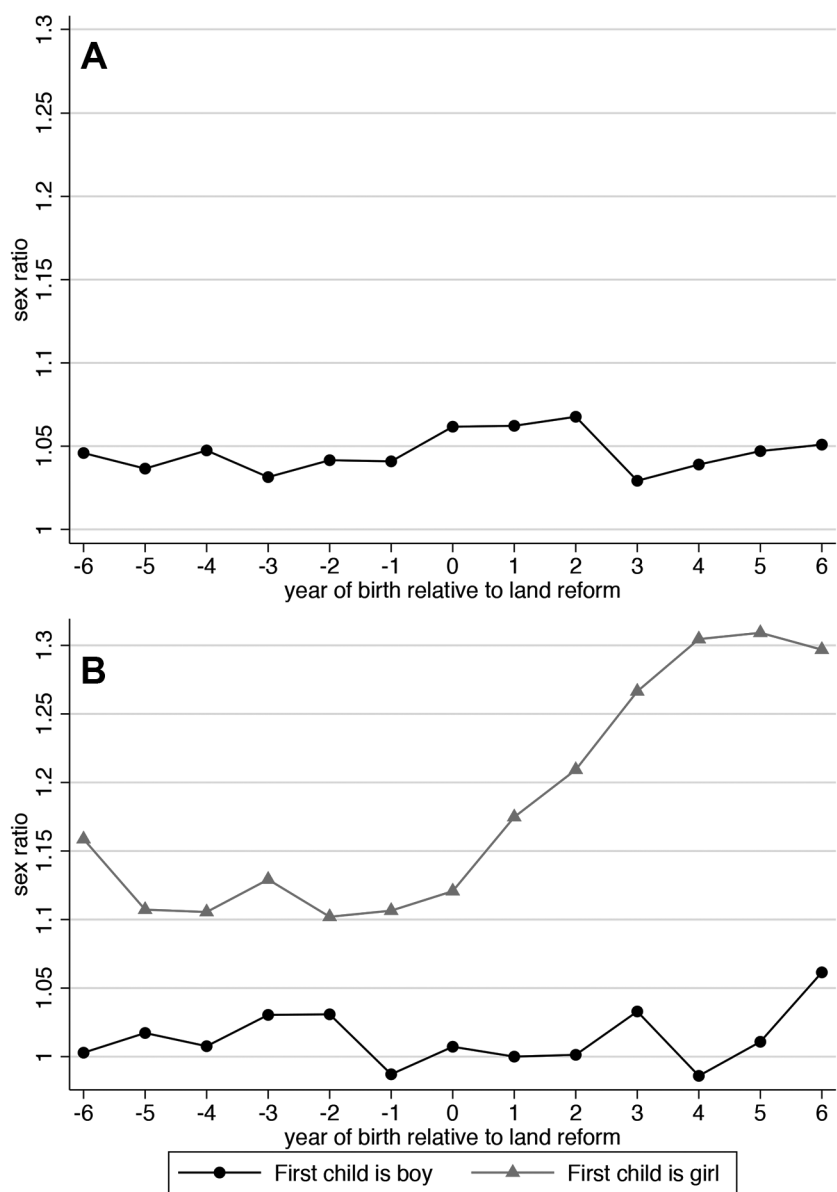 A
1.3
1.25
1.2
1.15
1.1
1.05
1
sex ratio
-6 -5 -4 -3 -2 -1 0 1 2 3 4 5 6
year of birth relative to land reform
B
1.3
1.25
1.2
1.15
1.1
1.05
1
sex ratio
-6 -5 -4 -3 -2 -1 0 1 2 3 4 5 6
year of birth relative to land reform
First child is boy First child is girl